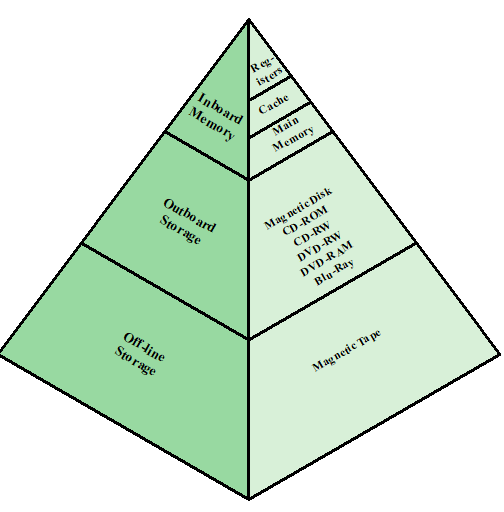 Reg-
isters
Cache
Main
Memory
Inboard
Memory
Outboard
Storage
Magnetic Disk
CD-ROM
CD-RW
DVD-RW
DVD-RAM
Blu-Ray
Off-line
Storage
Magnetic Tape